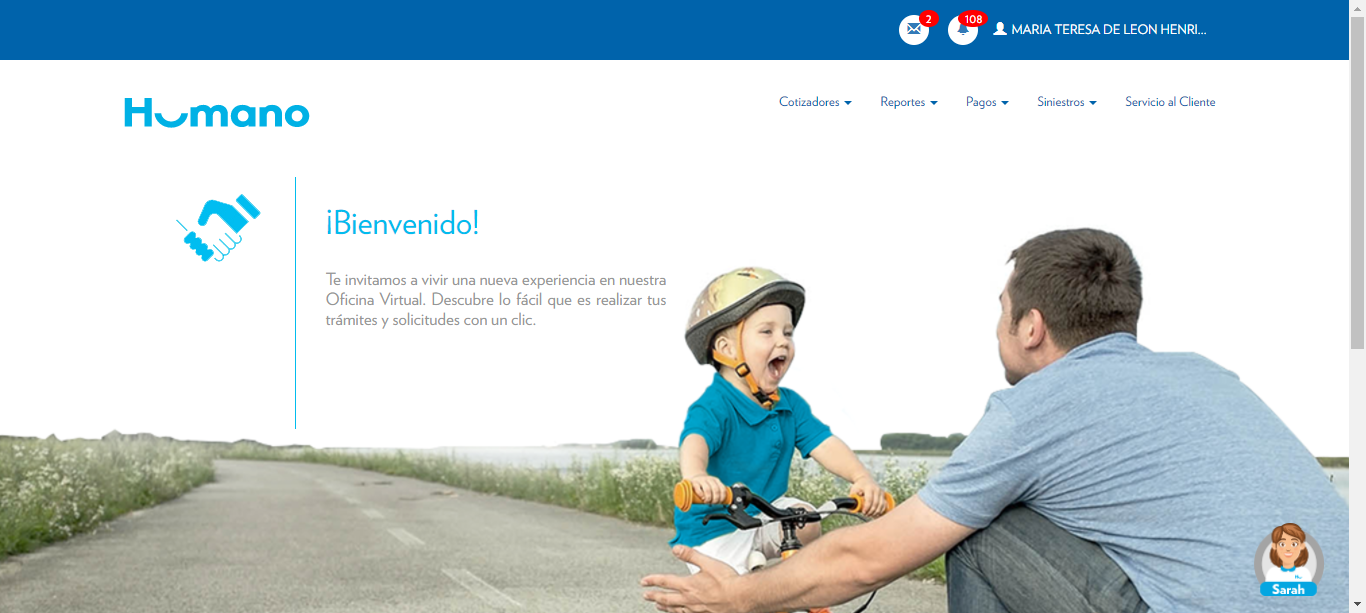 2
108
MARIA TERESA DE LEON HENRI...
Humano
Cotizadores
Reportes
Pagos
Siniestros
Servicio al Cliente
¡Bienvenido!
Te invitamos a vivir una nueva experiencia en nuestra
Oficina Virtual. Descubre lo fácil que es realizar tus
trámites y solicitudes con un clic.
Sarah